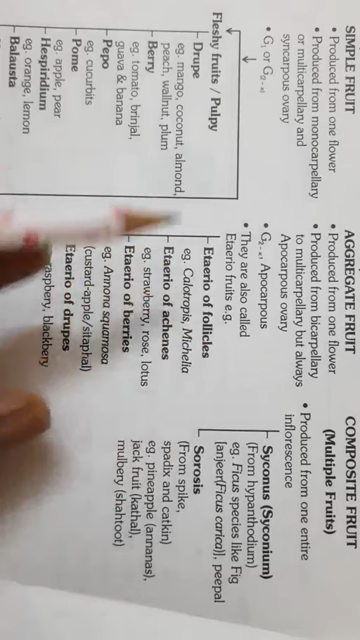 SIMPLE FRUIT
• Produced from one flower
• Produced from monocarpellary
or multicarpellary and
syncarpous ovary
• G₁ or G₍₂₋α₎
Fleshy fruits / Pulpy
Drupe
eg. mango, coconut, almond,
peach, wallnut, plum
Berry
eg. tomato, brinjal,
guava & banana
Pepo
eg. cucurbits
Pome
eg. apple, pear
Hespiridium
eg. orange, lemon
Balausta
AGGREGATE FRUIT
• Produced from one flower
• Produced from bicarpellary
to multicarpellary but always
Apocarpous ovary
• G₂₋α Apocarpous
• They are also called
Etaerio fruits e.g.
Etaerio of follicles
eg. Calotropis, Michelia
Etaerio of achenes
eg. strawberry, rose, lotus
Etaerio of berries
eg. Annona squamosa
(custard-apple/sitaphal)
Etaerio of drupes
raspbery, blackbery
COMPOSITE FRUIT
(Multiple Fruits)
• Produced from one entire
inflorescence
Syconus (Syconium)
(From hypanthodium)
eg. Ficus species like Fig
[anjeer(Ficus carica)], peepal
Sorosis
(From spike,
spadix and catkin)
eg. pineapple (annanas),
jack fruit (kathal),
mulbery (shahtoot)